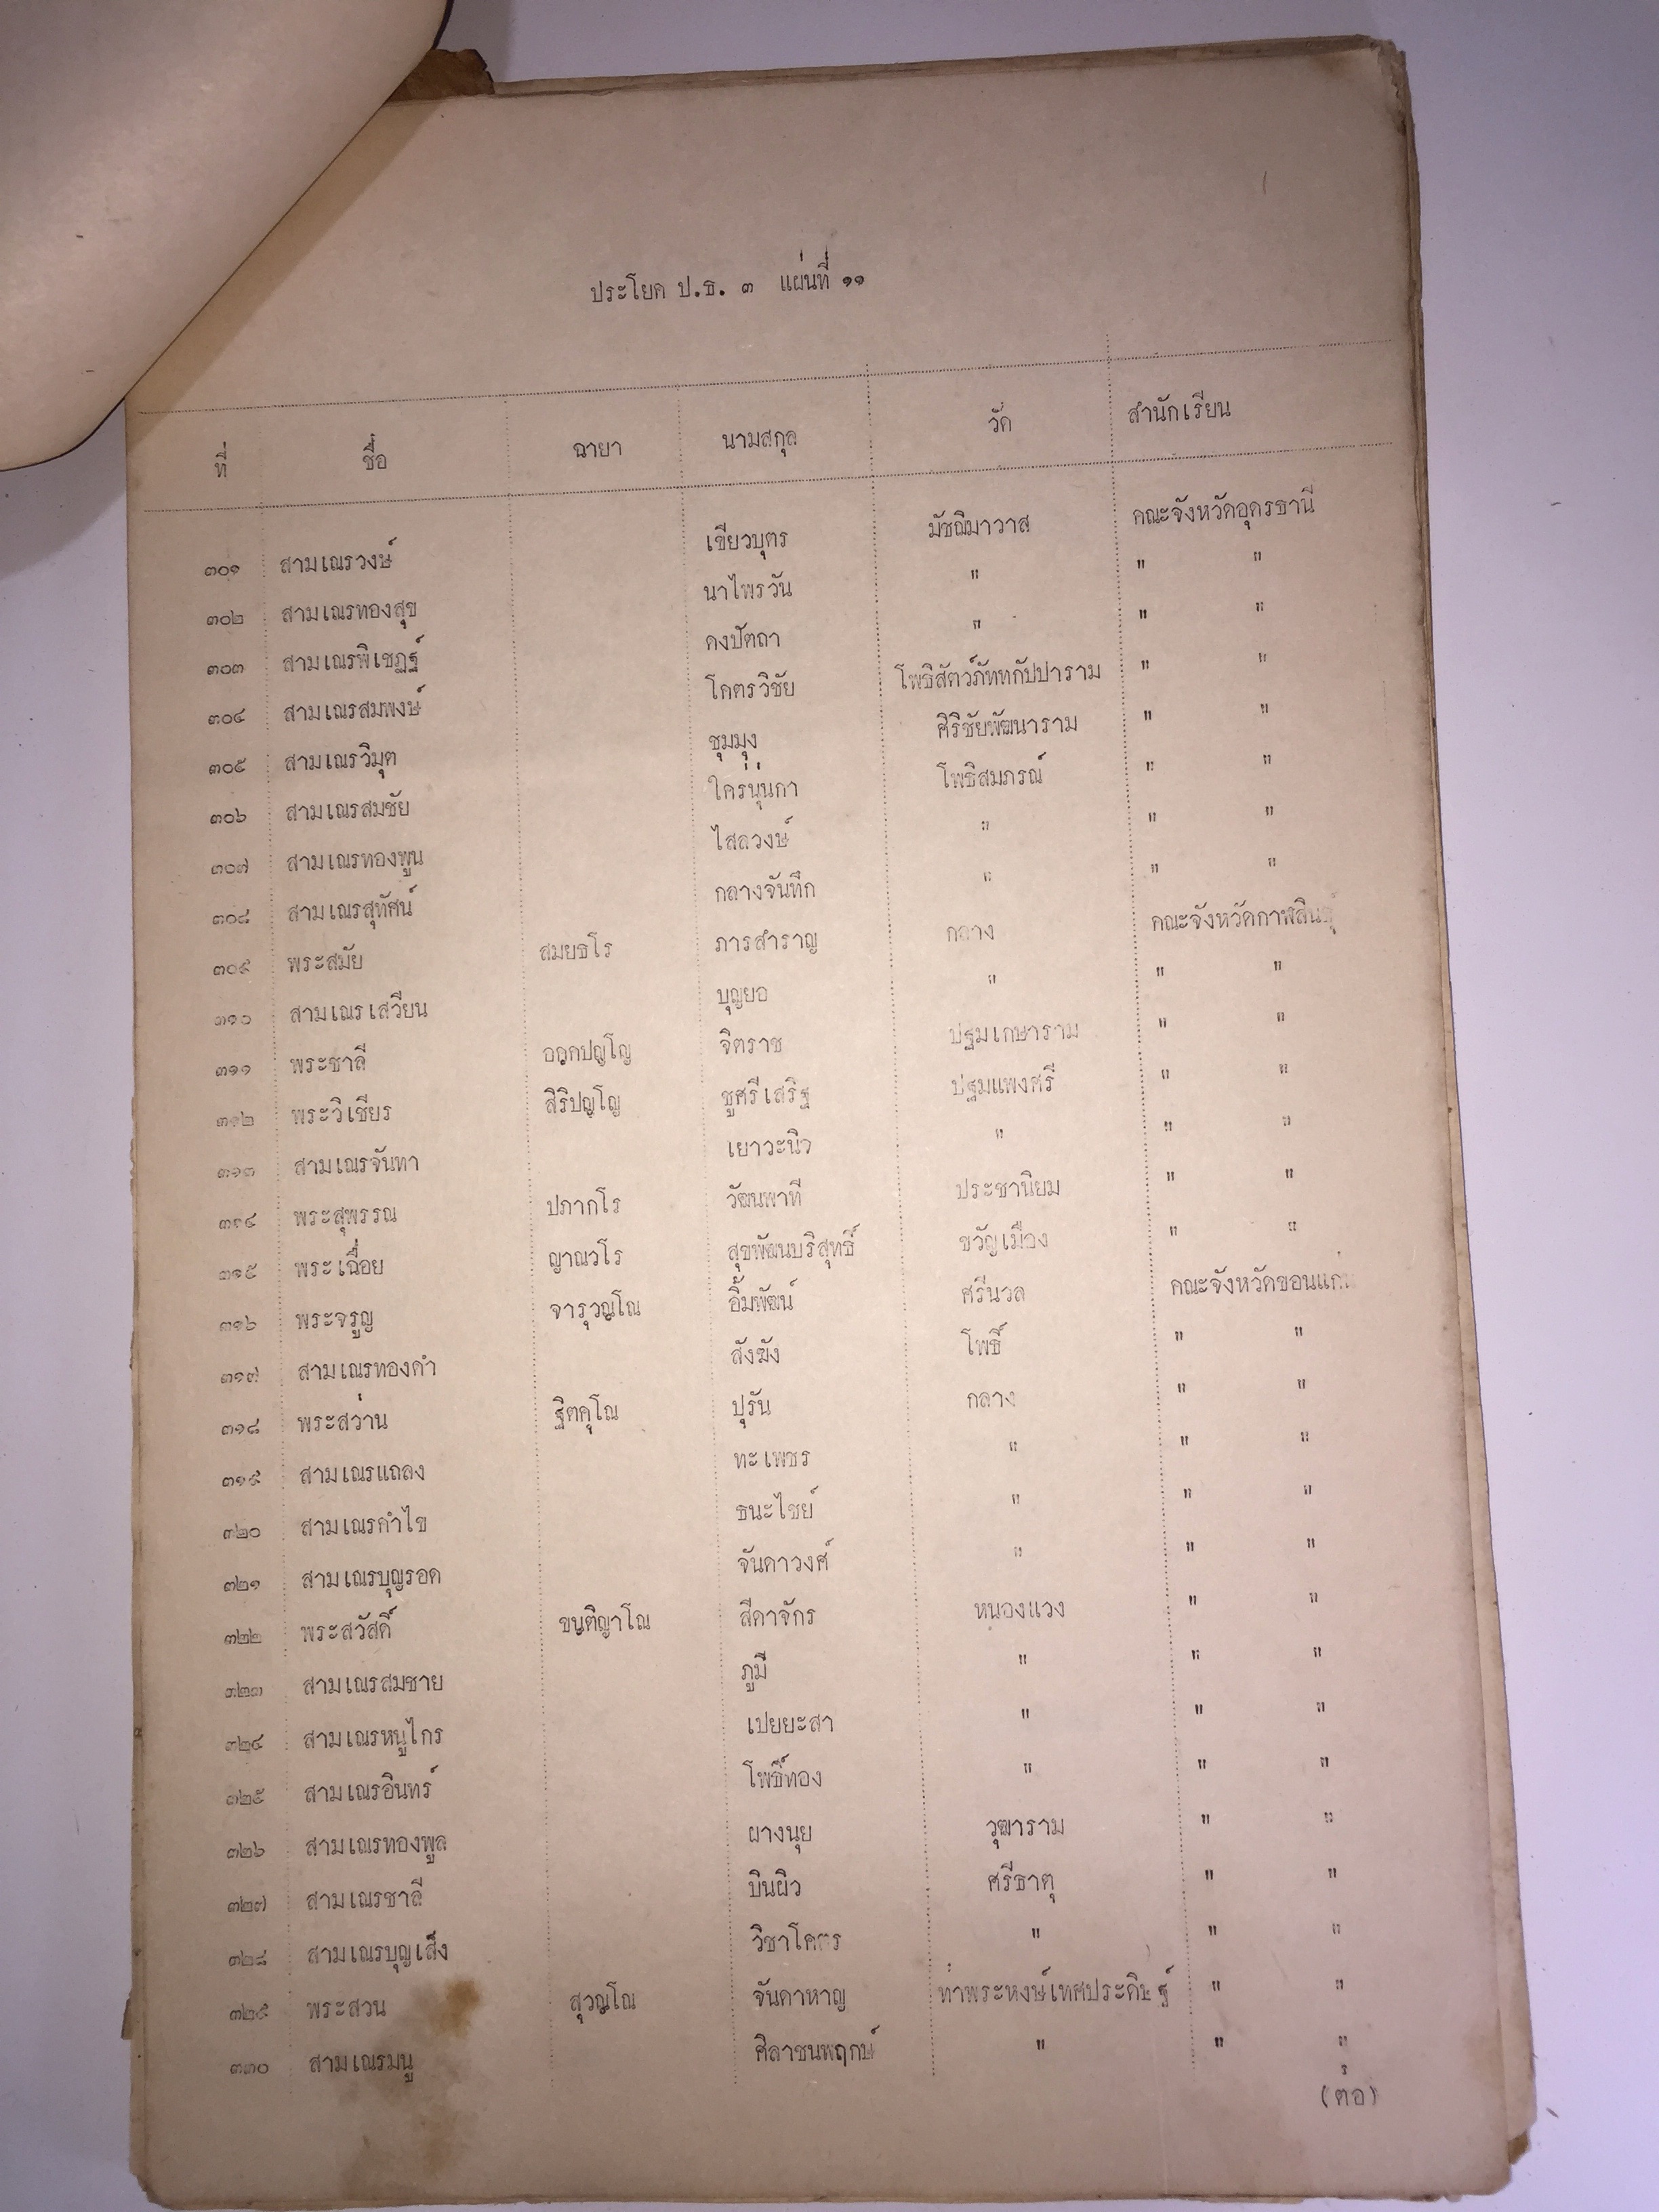 ประโยค ป.ธ. ๓ แผ่นที่ ๑๑
ที่ ชื่อ ฉายา นามสกุล วัด สำนักเรียน
๓๐๑ สามเณรวงษ์ เขียวบุตร มัชฌิมาวาส คณะจังหวัดอุดรธานี
๓๐๒ สามเณรทองสุข นาไพรวัน " " "
๓๐๓ สามเณรพิเชฏฐ์ คงปัตถา " " "
๓๐๔ สามเณรสมพงษ์ โคตรวิชัย โพธิสัตว์ภัททกัปปาราม " "
๓๐๕ สามเณรวิมุต ชุมมุง ศิริชัยพัฒนาราม " "
๓๐๖ สามเณรสมชัย ใคร่นุ่นกา โพธิสมภรณ์ " "
๓๐๗ สามเณรทองพูน ไสลวงษ์ " " "
๓๐๘ สามเณรสุทัศน์ กลางจันทึก " " "
๓๐๙ พระสมัย สมยธโร ภารสำราญ กลาง คณะจังหวัดกาฬสินธุ์
๓๑๐ สามเณรเสวียน บุญยอ " " "
๓๑๑ พระชาลี อคฺคปญฺโญ จิตราช ปฐมเกษาราม " "
๓๑๒ พระวิเชียร สิริปญฺโญ ชูศรีเสริฐ ปฐมแพงศรี " "
๓๑๓ สามเณรจันทา เยาวะนิจ " " "
๓๑๔ พระสุพรรณ ปภากโร วัฒนพาที ประชานิยม " "
๓๑๕ พระเฉื่อย ญาณวโร สุขพัฒนบริสุทธิ์ ขวัญเมือง " "
๓๑๖ พระจรูญ จารุวณฺโณ อิ้มพัฒน์ ศรีนวล คณะจังหวัดขอนแก่น
๓๑๗ สามเณรทองคำ สังฆัง โพธิ์ " "
๓๑๘ พระสว่าน ฐิตคุโณ ปุรัน กลาง " "
๓๑๙ สามเณรแถลง ทะเพชร " " "
๓๒๐ สามเณรคำไข ธนะไชย์ " " "
๓๒๑ สามเณรบุญรอด จันดาวงศ์ " " "
๓๒๒ พระสวัสดิ์ ขนฺติญาโณ สีดาจักร หนองแวง " "
๓๒๓ สามเณรสมชาย ภูมี " " "
๓๒๔ สามเณรหนูไกร เปยยะสา " " "
๓๒๕ สามเณรอินทร์ โพธิ์ทอง " " "
๓๒๖ สามเณรทองพูล ผางนุย วุฒาราม " "
๓๒๗ สามเณรชาลี บินผิว ศรีธาตุ " "
๓๒๘ สามเณรบุญเส็ง วิชาโคตร " " "
๓๒๙ พระสวน สุวณฺโณ จันดาหาญ ท่าพระหงษ์เทศประดิษฐ์ " "
๓๓๐ สามเณรมนู ศิลาชนพฤกษ์ " " "
(ต่อ)